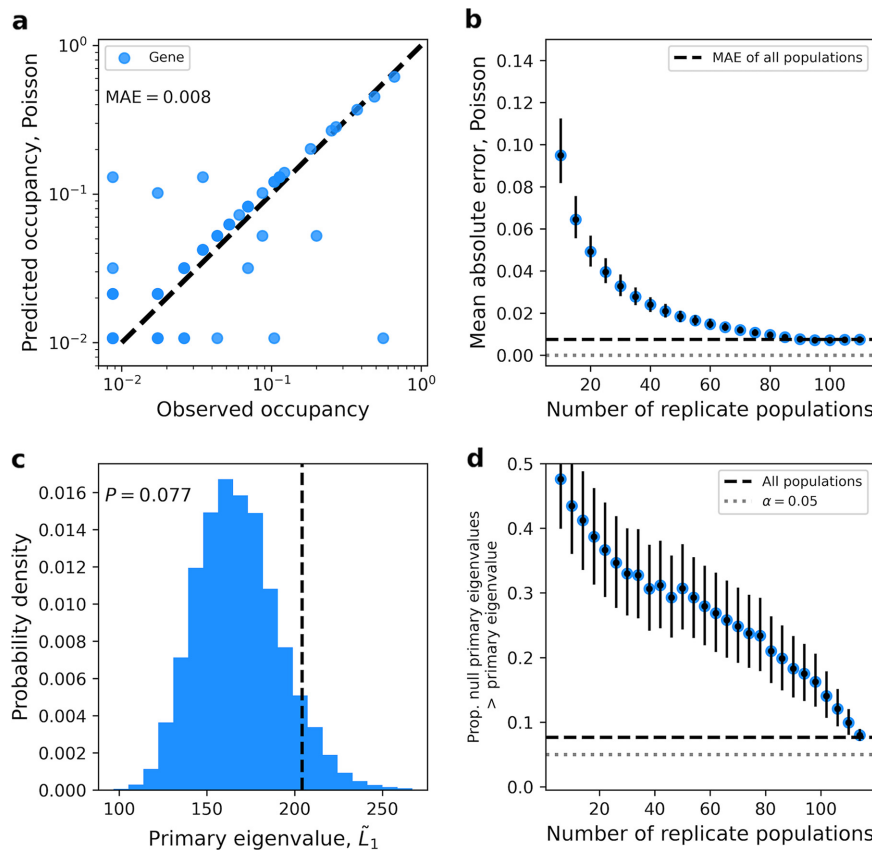 a
Gene
MAE = 0.008
10⁰
10⁻¹
10⁻²
Predicted occupancy, Poisson
10⁻²
10⁻¹
10⁰
Observed occupancy
b
MAE of all populations
0.14
0.12
0.10
0.08
0.06
0.04
0.02
0.00
Mean absolute error, Poisson
20
40
60
80
100
Number of replicate populations
c
P = 0.077
0.016
0.014
0.012
0.010
0.008
0.006
0.004
0.002
0.000
Probability density
100
150
200
250
Primary eigenvalue, L̃₁
d
All populations
α = 0.05
0.5
0.4
0.3
0.2
0.1
0.0
Prop. null primary eigenvalues
> primary eigenvalue
20
40
60
80
100
Number of replicate populations